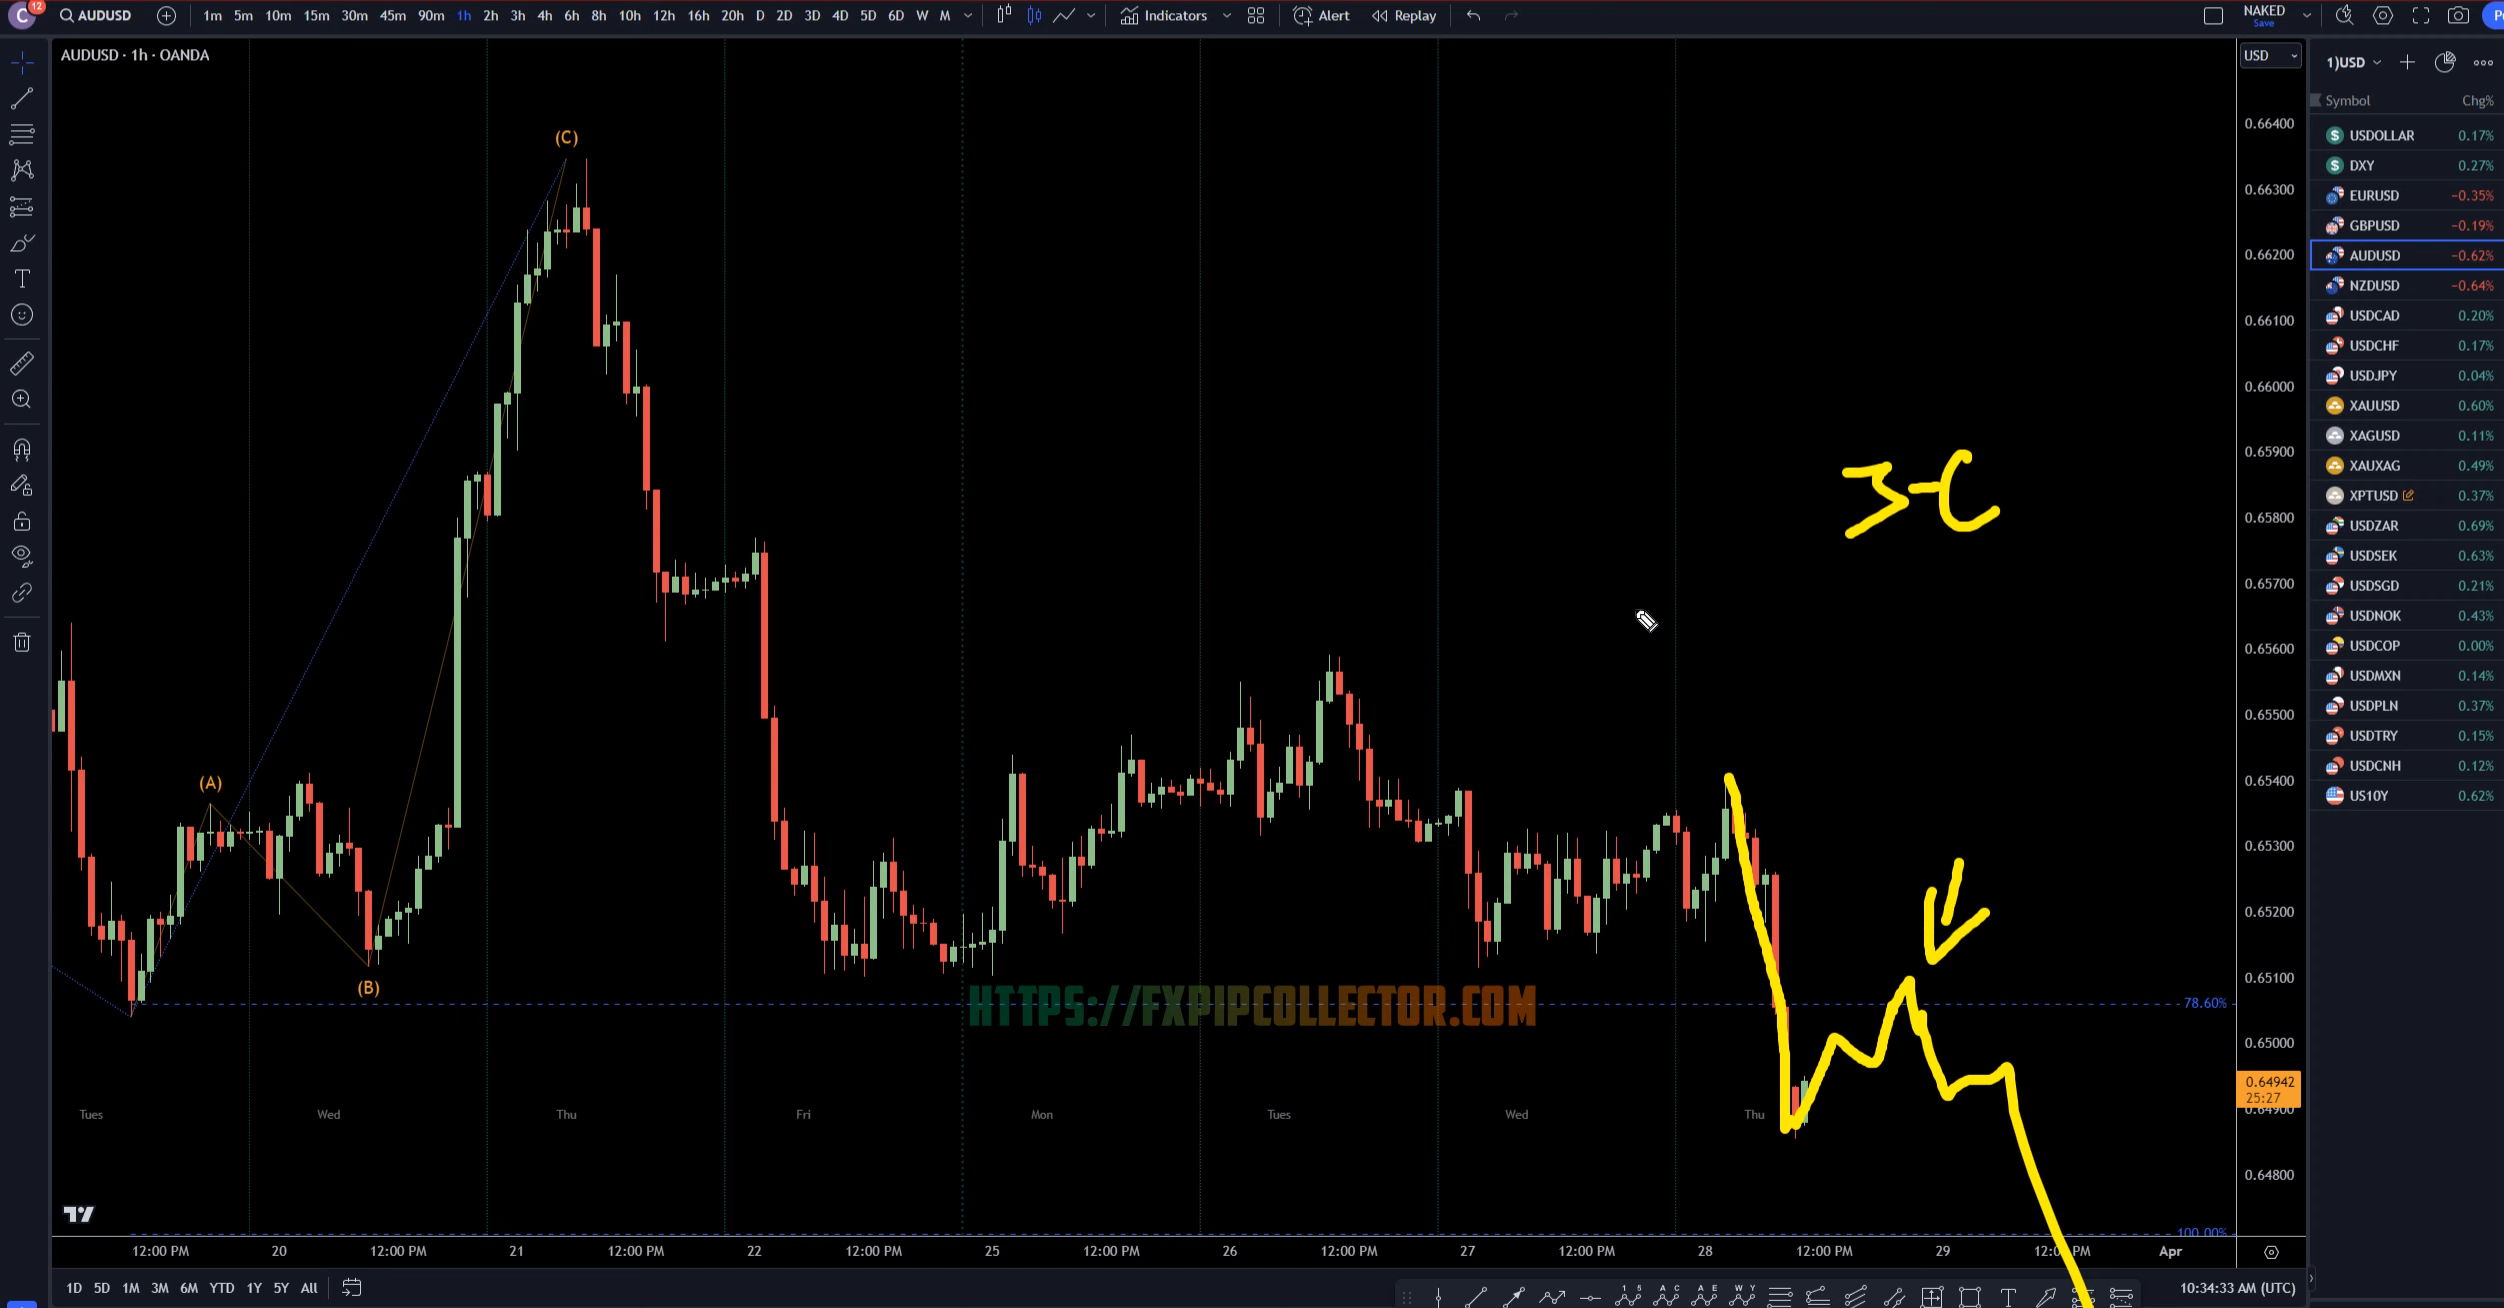 C 12 AUDUSD 1m 5m 10m 15m 30m 45m 90m 1h 2h 3h 4h 6h 8h 10h 12h 16h 20h D 2D 3D 4D 5D 6D W M Indicators Alert Replay NAKED Save P
AUDUSD · 1h · OANDA USD 1)USD
Symbol Chg%
USDOLLAR 0.17%
DXY 0.27%
EURUSD −0.35%
GBPUSD −0.19%
AUDUSD −0.62%
NZDUSD −0.64%
USDCAD 0.20%
USDCHF 0.17%
USDJPY 0.04%
XAUUSD 0.60%
XAGUSD 0.11%
XAUXAG 0.49%
XPTUSD 0.37%
USDZAR 0.69%
USDSEK 0.63%
USDSGD 0.21%
USDNOK 0.43%
USDCOP 0.00%
USDMXN 0.14%
USDPLN 0.37%
USDTRY 0.15%
USDCNH 0.12%
US10Y 0.62%
0.66400
0.66300
0.66200
0.66100
0.66000
0.65900
0.65800
0.65700
0.65600
0.65500
0.65400
0.65300
0.65200
0.65100
0.65000
0.64942
25:27
0.64900
0.64800
(C)
3-C
(A)
(B)
HTTPS://FXPIPCOLLECTOR.COM
78.60%
Tues Wed Thu Fri Mon Tues Wed Thu
100.00%
12:00 PM 20 12:00 PM 21 12:00 PM 22 12:00 PM 25 12:00 PM 26 12:00 PM 27 12:00 PM 28 12:00 PM 29 12:00 PM Apr
1D 5D 1M 3M 6M YTD 1Y 5Y All 10:34:33 AM (UTC)